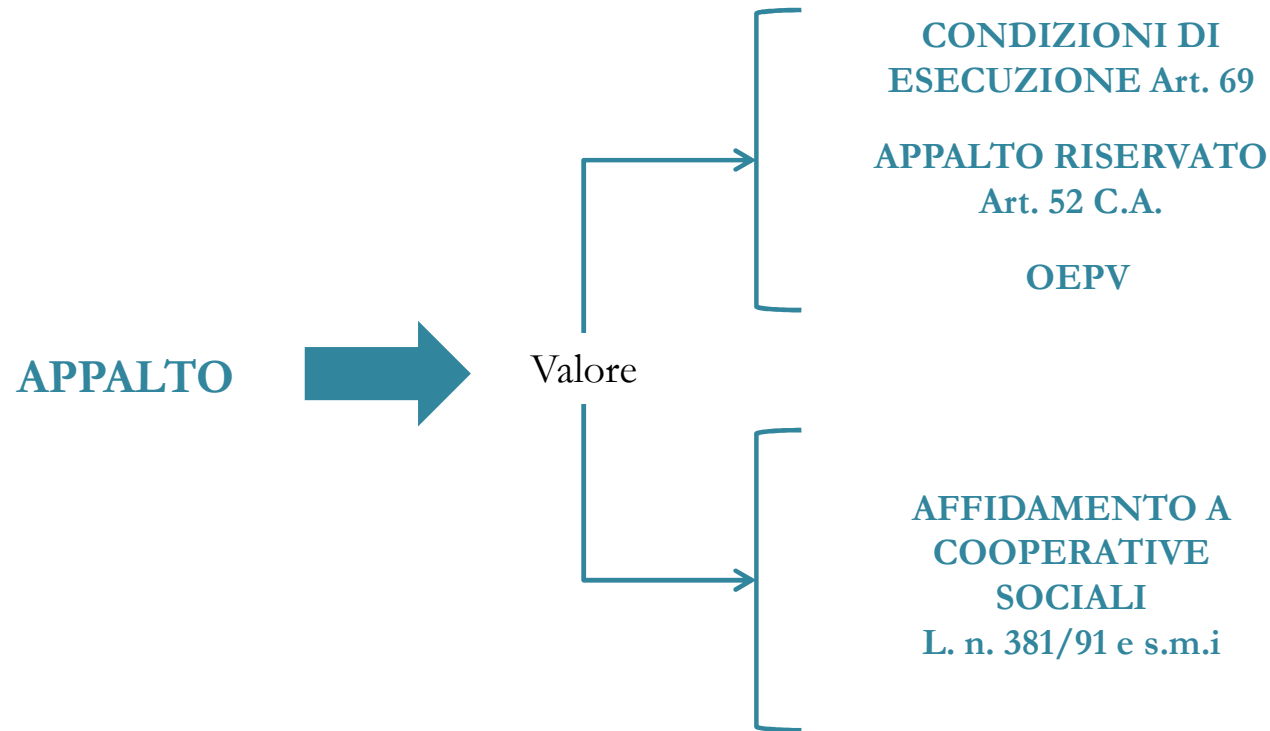 CONDIZIONI DI
ESECUZIONE Art. 69
APPALTO RISERVATO
Art. 52 C.A.
OEPV
APPALTO
Valore
AFFIDAMENTO A
COOPERATIVE
SOCIALI
L. n. 381/91 e s.m.i